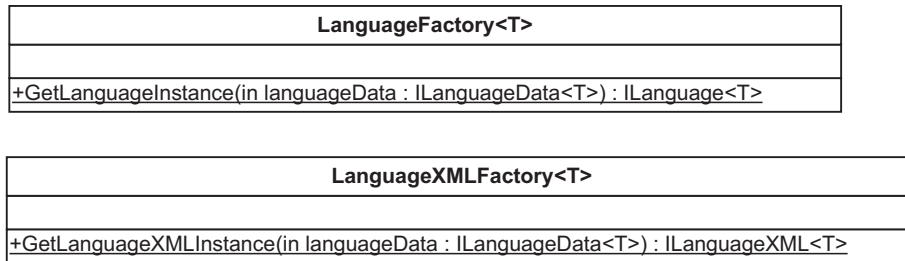 LanguageFactory<T>
+GetLanguageInstance(in languageData : ILanguageData<T>) : ILanguage<T>
LanguageXMLFactory<T>
+GetLanguageXMLInstance(in languageData : ILanguageData<T>) : ILanguageXML<T>